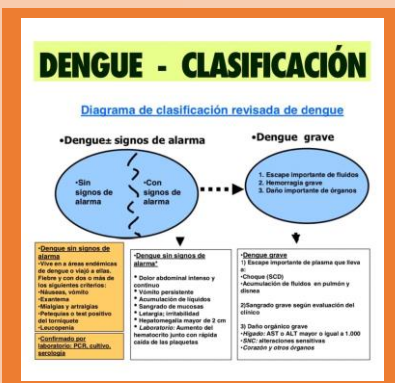 DENGUE - CLASIFICACIÓN
Diagrama de clasificación revisada de dengue
•Dengue± signos de alarma
•Dengue grave
•Sin
signos de
alarma
•Con
signos de
alarma
1. Escape importante de fluidos
2. Hemorragia grave
3. Daño importante de órganos
•Dengue sin signos de
alarma
•Vive en a áreas endémicas
de dengue o viajó a ellas.
Fiebre y con dos o más de
los siguientes criterios:
•Náuseas, vómito
•Exantema
•Mialgias y artralgias
•Petequias o test positivo
del torniquete
•Leucopenia
•Confirmado por
laboratorio: PCR, cultivo,
serología
•Dengue sin signos de
alarma*
* Dolor abdominal intenso y
continuo
* Vómito persistente
* Acumulación de líquidos
* Sangrado de mucosas
* Letargia; irritabilidad
* Hepatomegalia mayor de 2 cm
* Laboratorio: Aumento del
hematocrito junto con rápida
caída de las plaquetas
•Dengue grave
1) Escape importante de plasma que lleva
a:
•Choque (SCD)
•Acumulación de fluidos en pulmón y
disnea
2)Sangrado grave según evaluación del
clínico
3) Daño orgánico grave
•Hígado: AST o ALT mayor o igual a 1.000
•SNC: alteraciones sensitivas
•Corazón y otros órganos